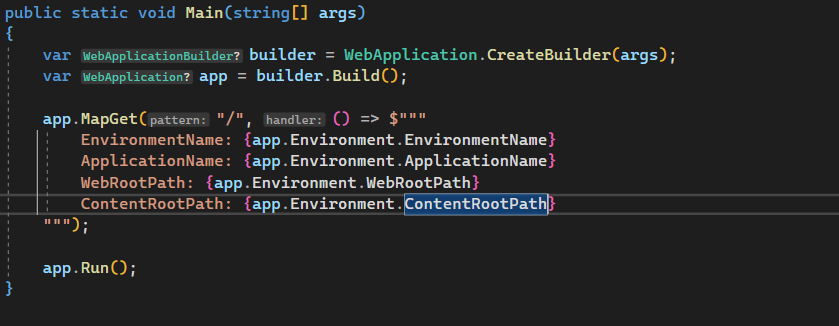 public static void Main(string[] args)
{
    var WebApplicationBuilder? builder = WebApplication.CreateBuilder(args);
    var WebApplication? app = builder.Build();

    app.MapGet(pattern: "/", handler: () => $"""
        EnvironmentName: {app.Environment.EnvironmentName}
        ApplicationName: {app.Environment.ApplicationName}
        WebRootPath: {app.Environment.WebRootPath}
        ContentRootPath: {app.Environment.ContentRootPath}
    """);

    app.Run();
}